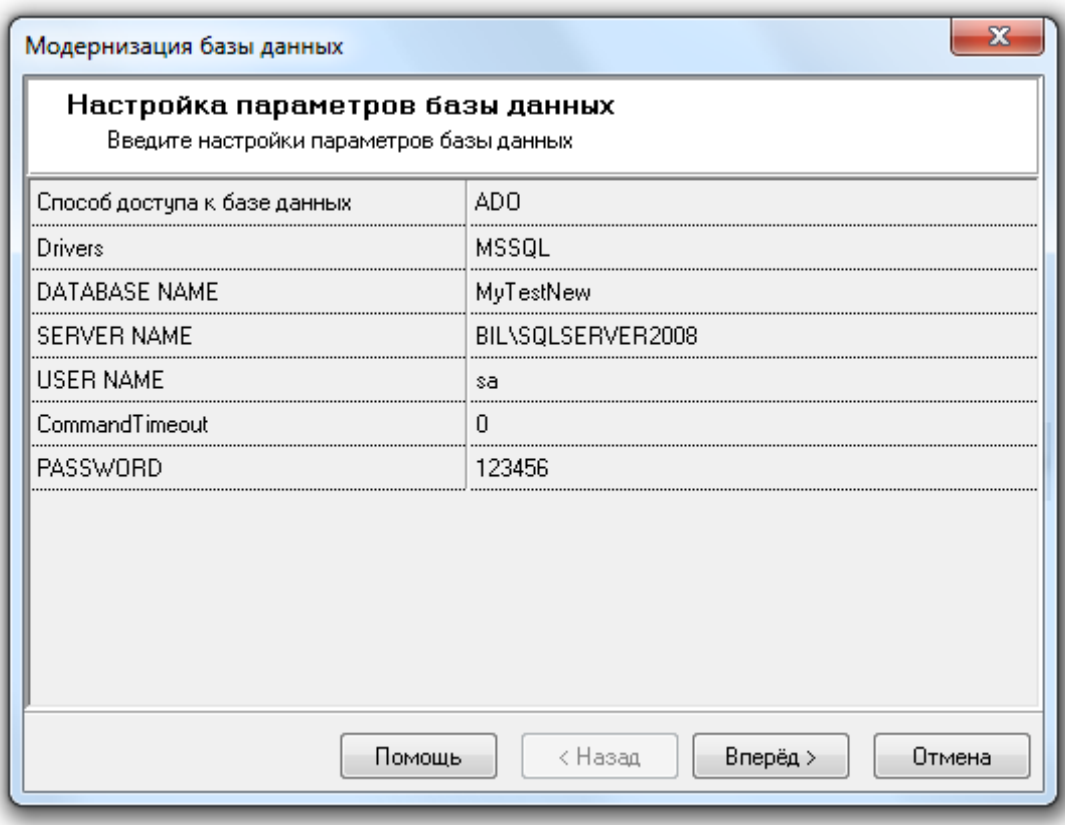 Модернизация базы данных
Настройка параметров базы данных
Введите настройки параметров базы данных
Способ доступа к базе данных ADO
Drivers MSSQL
DATABASE NAME MyTestNew
SERVER NAME BIL\SQLSERVER2008
USER NAME sa
CommandTimeout 0
PASSWORD 123456
Помощь < Назад Вперёд > Отмена